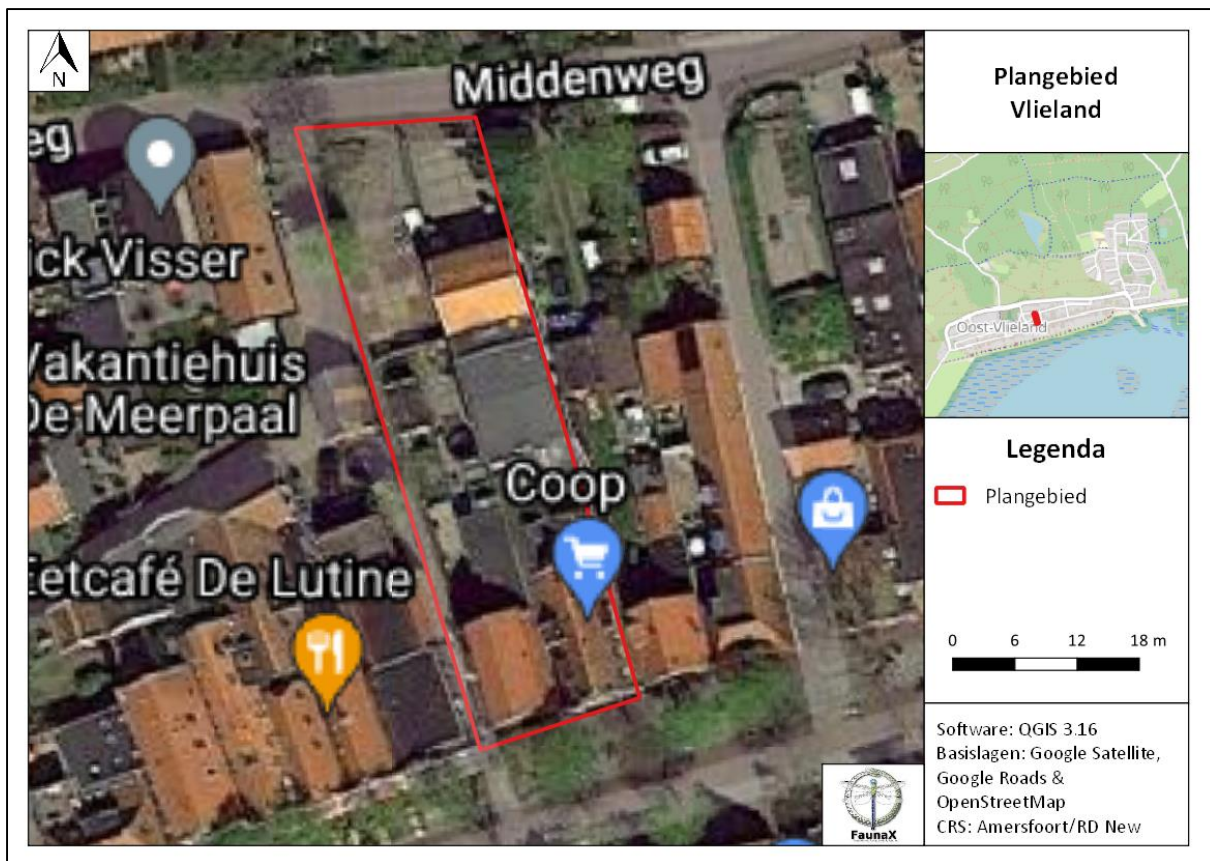 N
Middenweg
eg
ick Visser
Vakantiehuis
De Meerpaal
Coop
Eetcafé De Lutine
FaunaX
Plangebied
Vlieland
Oost-Vlieland
Legenda
Plangebied
0 6 12 18 m
Software: QGIS 3.16
Basislagen: Google Satellite,
Google Roads &
OpenStreetMap
CRS: Amersfoort/RD New